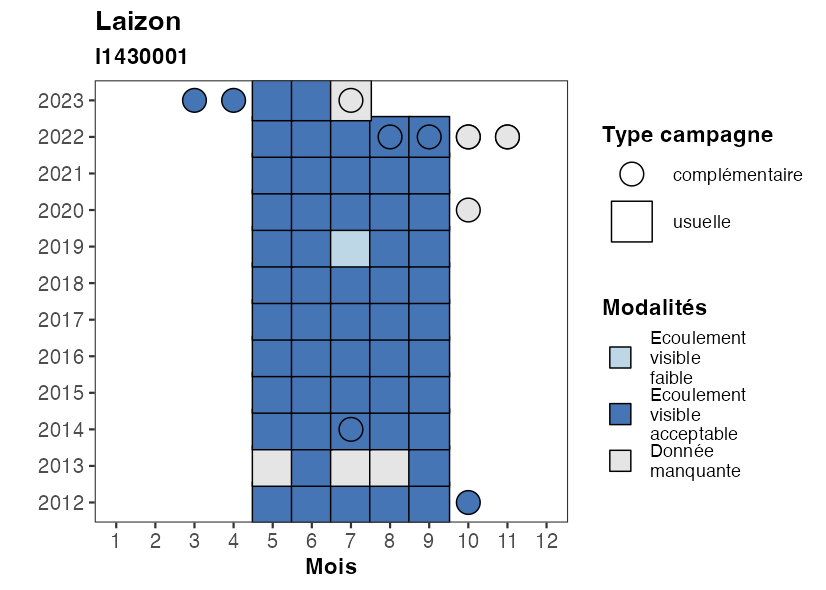 Laizon
I1430001
2023
2022
2021
2020
2019
2018
2017
2016
2015
2014
2013
2012
1 2 3 4 5 6 7 8 9 10 11 12
Mois
Type campagne
complémentaire
usuelle
Modalités
Ecoulement
visible
faible
Ecoulement
visible
acceptable
Donnée
manquante